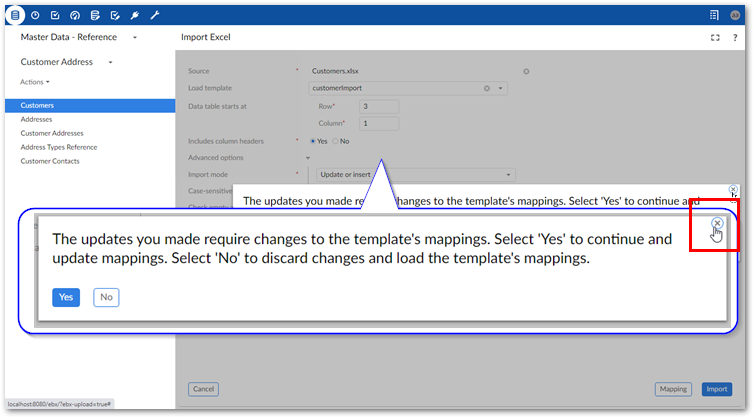 A3
Master Data - Reference
Import Excel
?
Customer Address
Actions
Customers
Addresses
Customer Addresses
Address Types Reference
Customer Contacts
Source * Customers.xlsx
Load template customerImport
Data table starts at Row* 3
Column* 1
Includes column headers * Yes No
Advanced options
Import mode * Update or insert
Case-sensitive
The updates you made require changes to the template's mappings. Select 'Yes' to continue and
The updates you made require changes to the template's mappings. Select 'Yes' to continue and
update mappings. Select 'No' to discard changes and load the template's mappings.
Yes No
Cancel Mapping Import
localhost:8080/ebx/?ebx-upload=true#